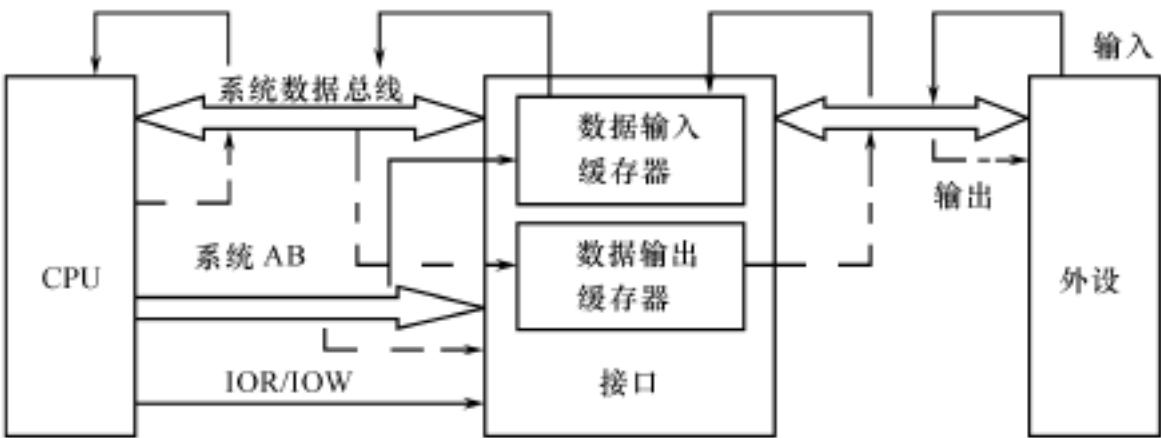 输入
系统数据总线
数据输入
缓存器
输出
系统 AB
CPU
数据输出
缓存器
外设
IOR/IOW
接口